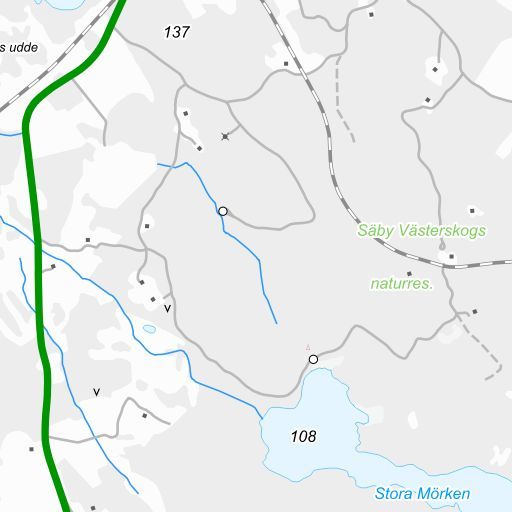 137
s udde
Säby Västerskogs
naturres.
108
Stora Mörken